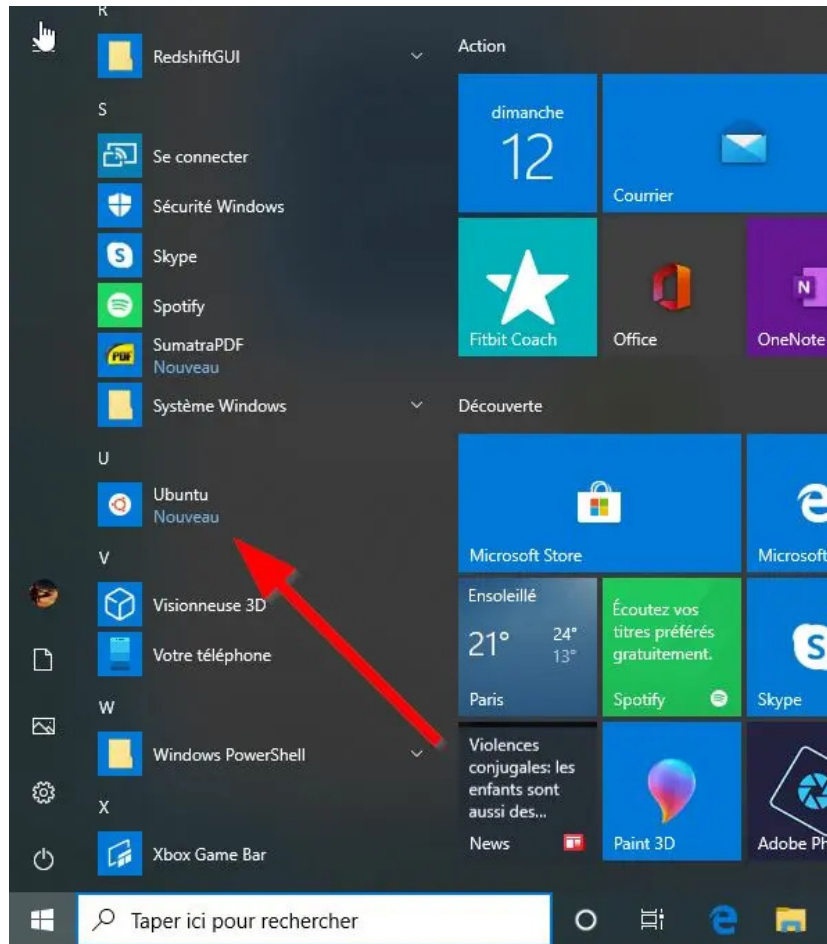 R
RedshiftGUI
S
Se connecter
Sécurité Windows
Skype
Spotify
SumatraPDF
Nouveau
Système Windows
U
Ubuntu
Nouveau
V
Visionneuse 3D
Votre téléphone
W
Windows PowerShell
X
Xbox Game Bar
Action
dimanche
12
Courrier
Fitbit Coach
Office
OneNote
Découverte
Microsoft Store
Microsoft
Ensoleillé
21°
24°
13°
Paris
Écoutez vos
titres préférés
gratuitement.
Spotify
Skype
Violences
conjugales: les
enfants sont
aussi des...
News
Paint 3D
Adobe Ph
Taper ici pour rechercher